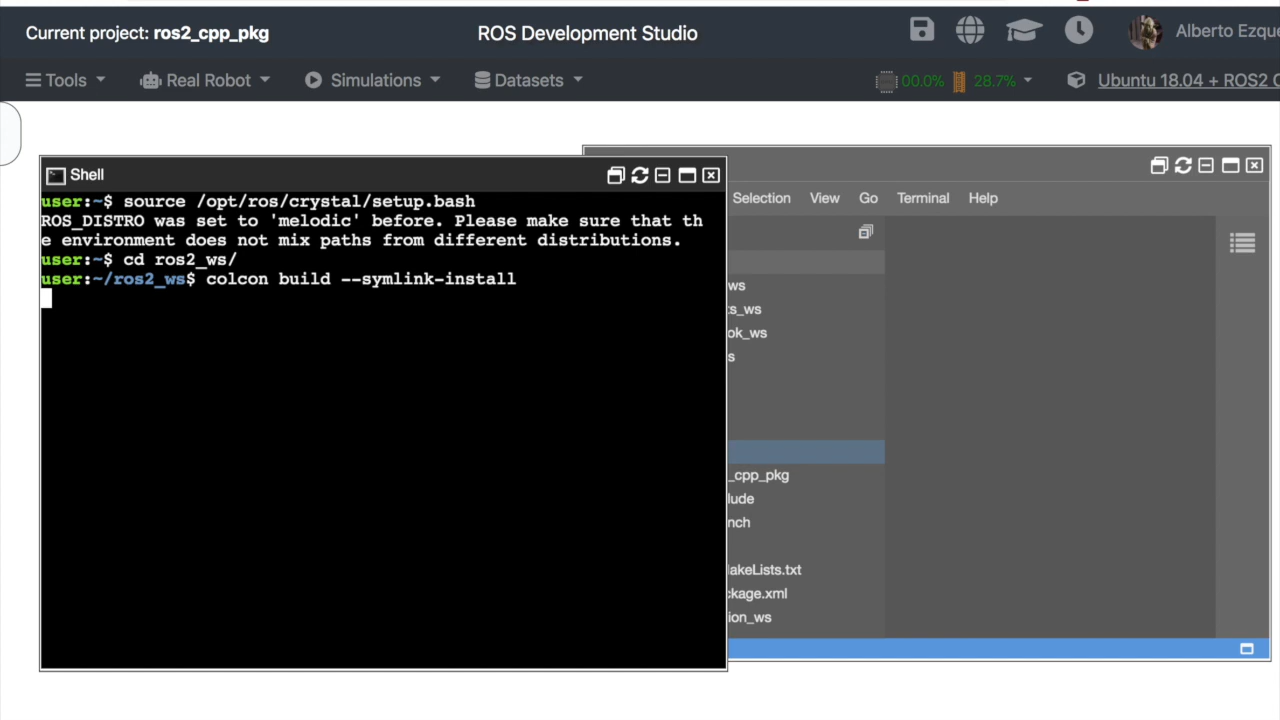 Current project: ros2_cpp_pkg
ROS Development Studio
Alberto Ezque
Tools
Real Robot
Simulations
Datasets
00.0%
28.7%
Ubuntu 18.04 + ROS2 C
Shell
user:~$ source /opt/ros/crystal/setup.bash
ROS_DISTRO was set to 'melodic' before. Please make sure that th
e environment does not mix paths from different distributions.
user:~$ cd ros2_ws/
user:~/ros2_ws$ colcon build --symlink-install
Selection View Go Terminal Help
ws
ts_ws
ok_ws
s
_cpp_pkg
lude
nch
akeLists.txt
ckage.xml
ion_ws